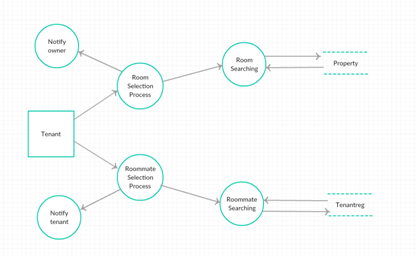 Notify
owner
Room
Selection
Process
Room
Searching
Property
Tenant
Roommate
Selection
Process
Roommate
Searching
Tenantreg
Notify
tenant